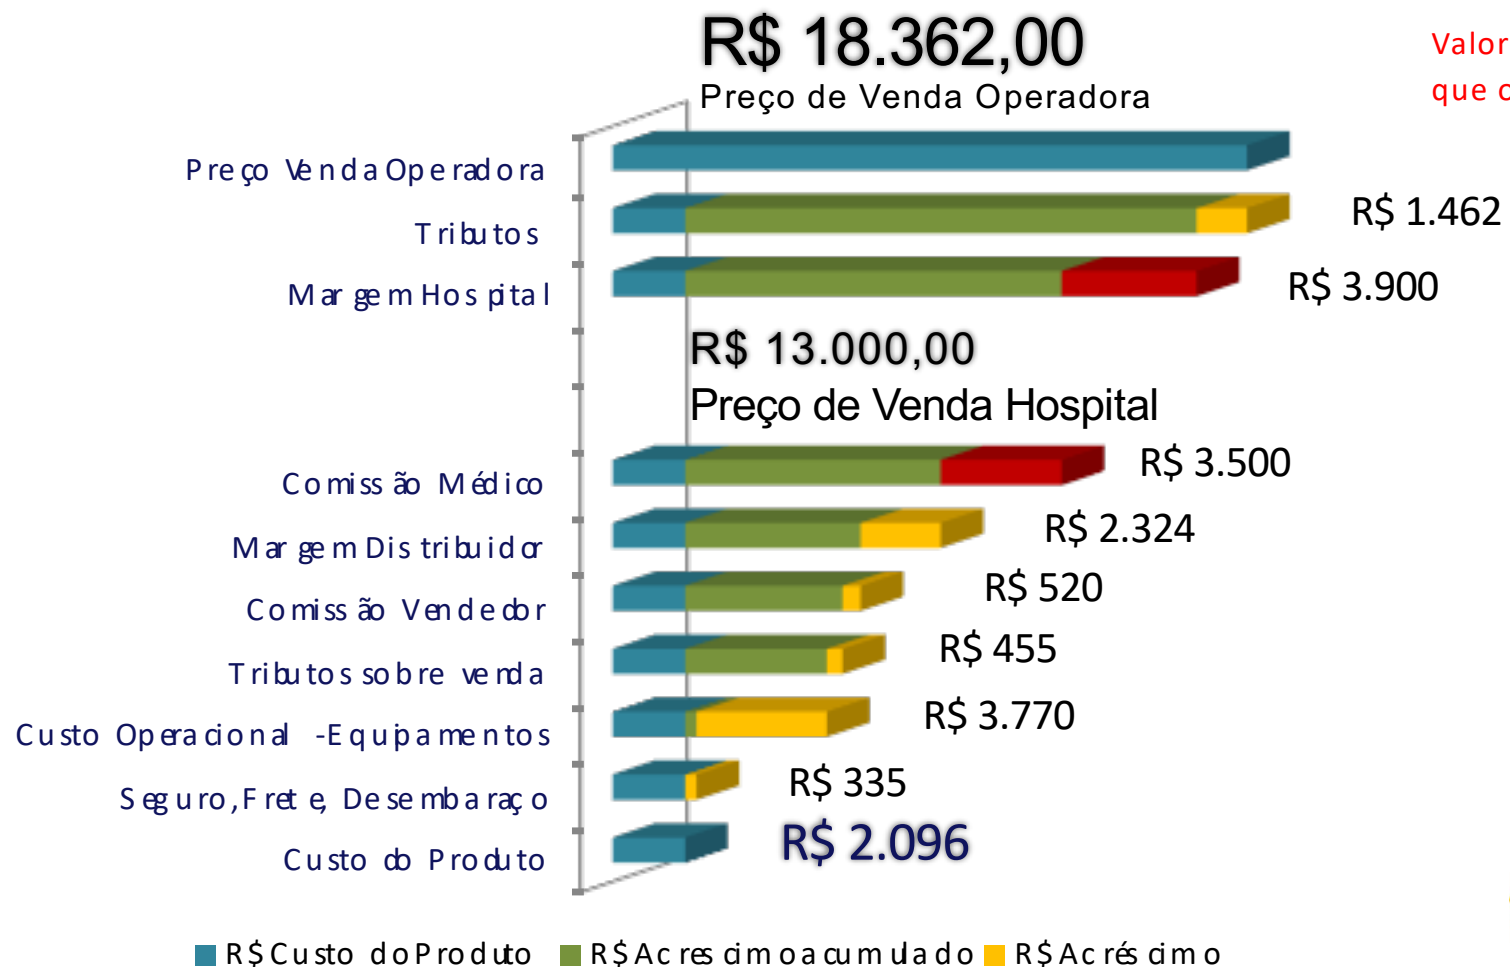 R$ 18.362,00
Preço de Venda Operadora
Valor
que
Preço Venda Operadora
Tributos
R$ 1.462
Margem Hospital
R$ 3.900
R$ 13.000,00
Preço de Venda Hospital
Comissão Médico
R$ 3.500
Margem Distribuidor
R$ 2.324
Comissão Vendedor
R$ 520
Tributos sobre venda
R$ 455
Custo Operacional -Equipamentos
R$ 3.770
Seguro, Frete, Desembaraço
R$ 335
Custo do Produto
R$ 2.096
R$ Custo do Produto R$ Acrescimo acumulado R$ Acréscimo